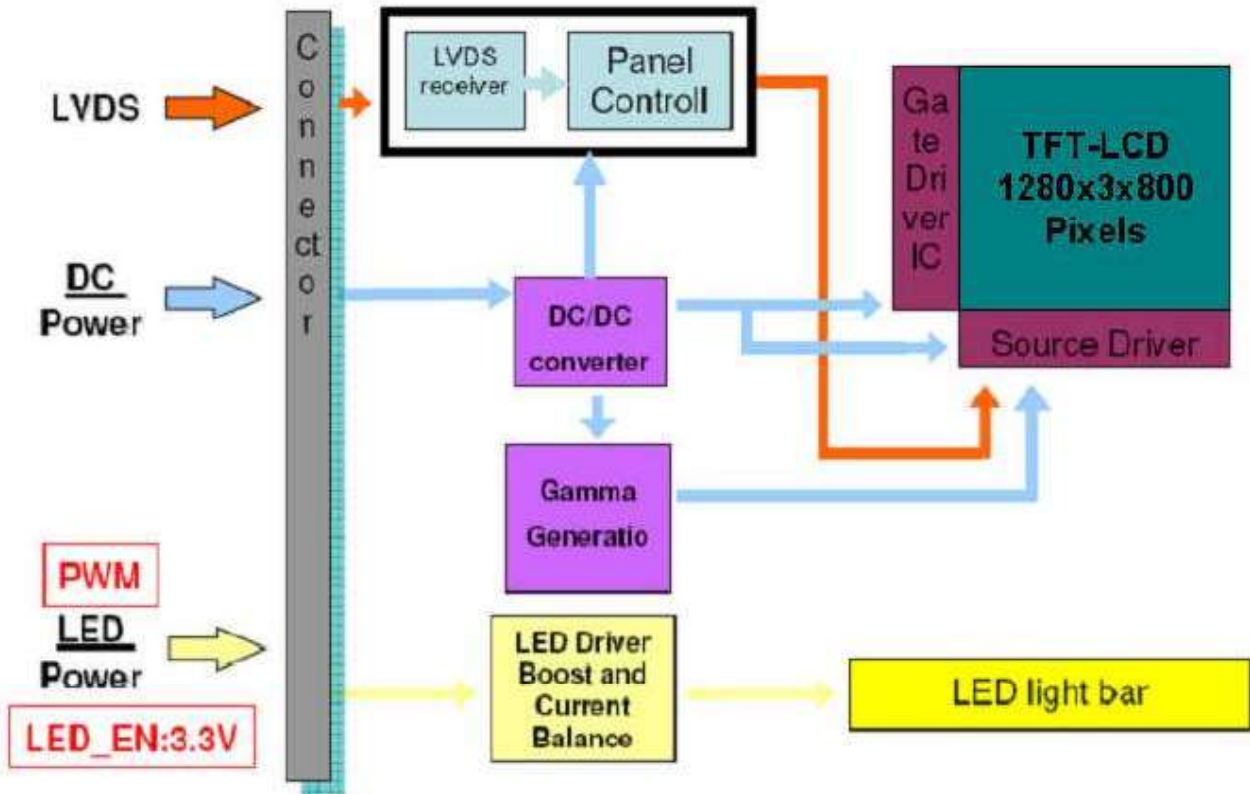 LVDS
DC
Power
PWM
LED
Power
LED_EN:3.3V
C
o
n
n
e
ct
o
r
LVDS
receiver
Panel
Controll
DC/DC
converter
Gamma
Generatio
LED Driver
Boost and
Current
Balance
Ga
te
Dri
ver
IC
TFT-LCD
1280x3x800
Pixels
Source Driver
LED light bar